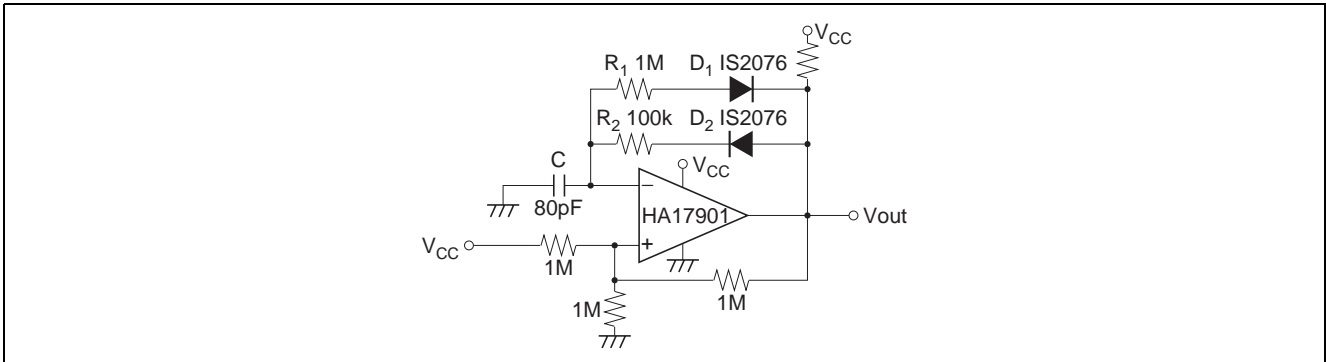 VCC
R1 1M D1 IS2076
R2 100k D2 IS2076
C
VCC
80pF
−
HA17901
Vout
VCC
+
1M
1M
1M